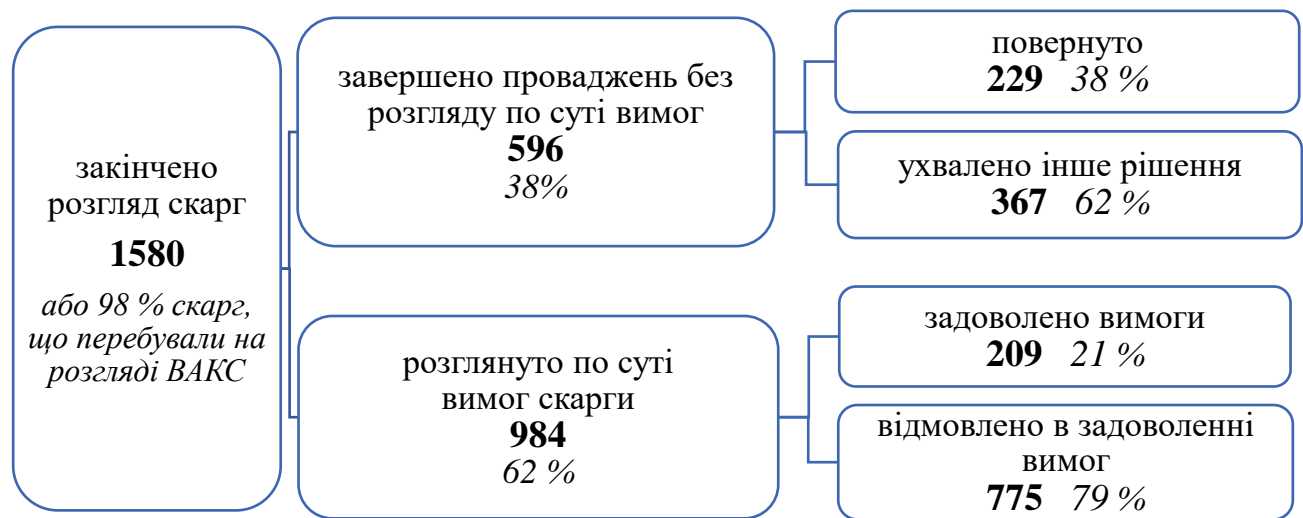 закінчено
розгляд скарг
1580
або 98 % скарг,
що перебували на
розгляді ВАКС
завершено проваджень без
розгляду по суті вимог
596
38%
повернуто
229 38 %
ухвалено інше рішення
367 62 %
розглянуто по суті
вимог скарги
984
62 %
задоволено вимоги
209 21 %
відмовлено в задоволенні
вимог
775 79 %